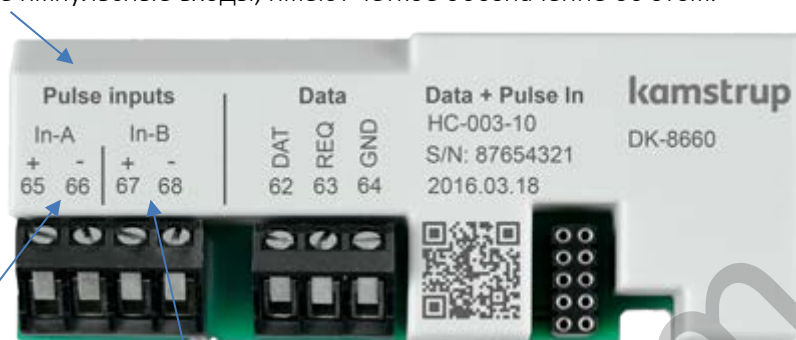 импульсные входы, имеют четкое обозначение об этом.
Pulse inputs
In-A In-B
+ - + -
65 66 67 68
Data
DAT REQ GND
62 63 64
Data + Pulse In
HC-003-10
S/N: 87654321
2016.03.18
kamstrup
DK-8660